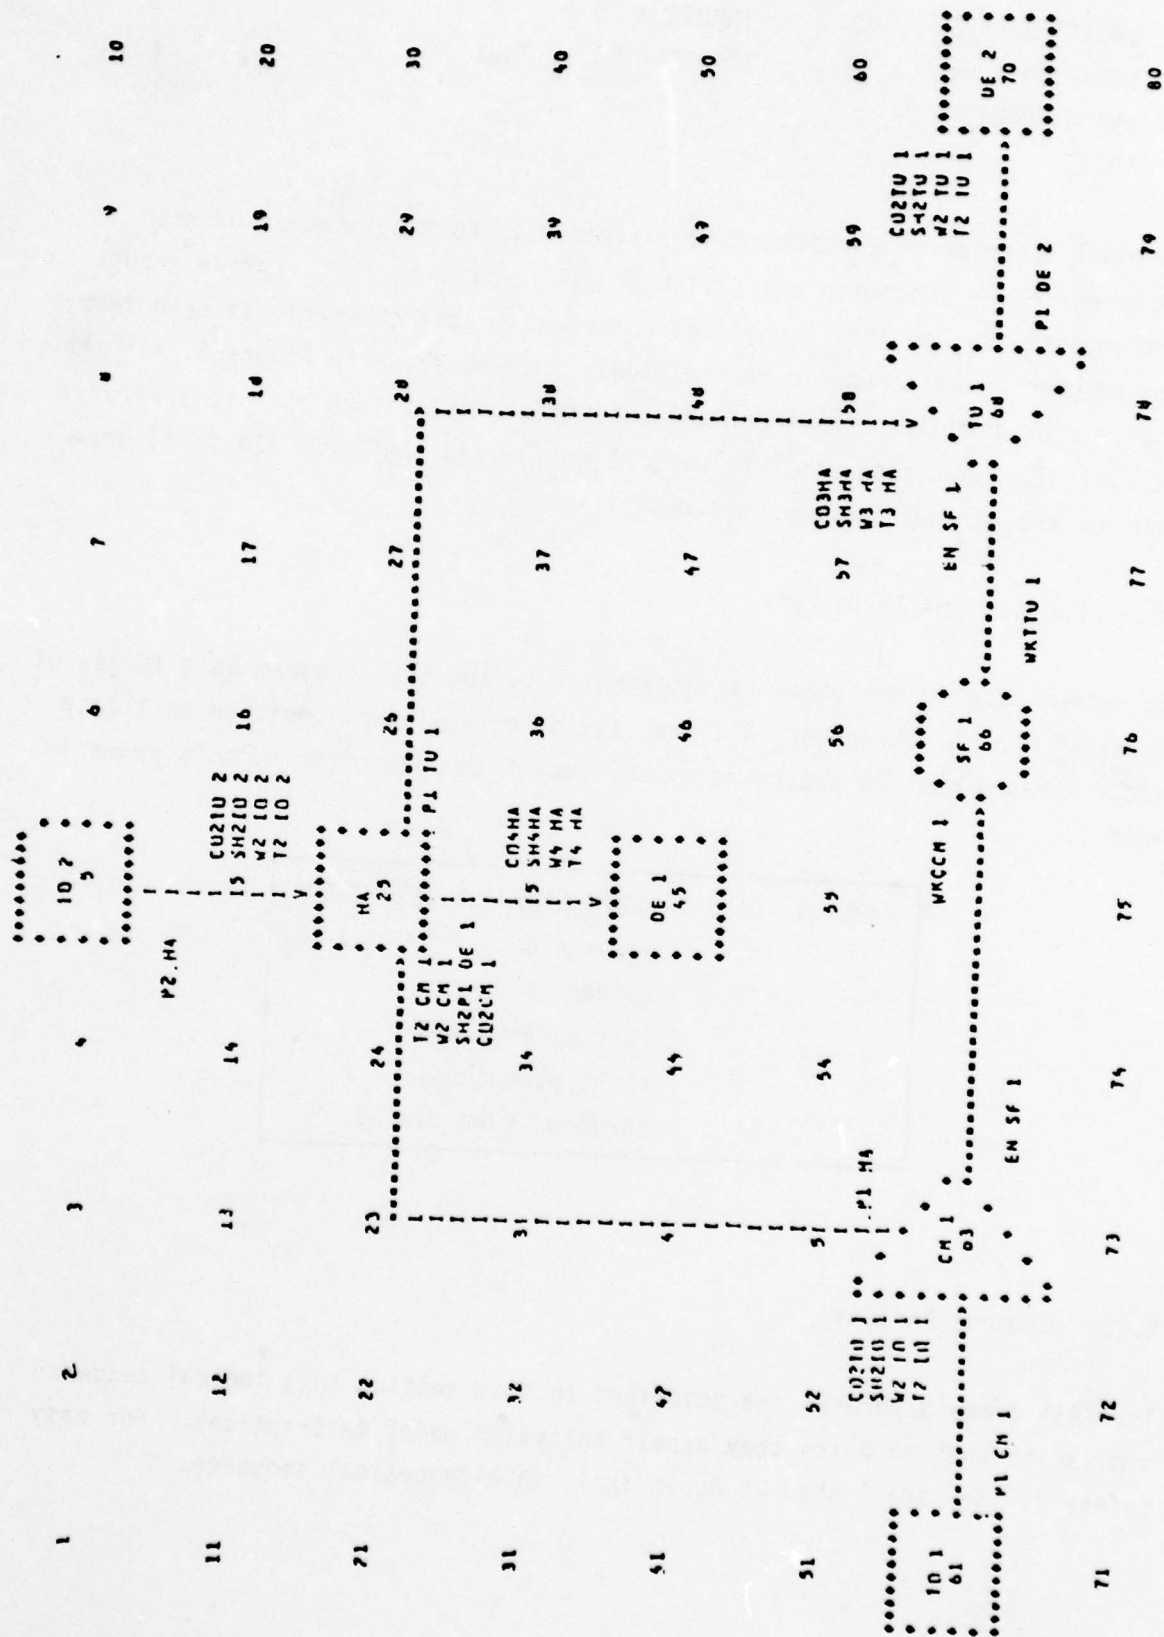 IO 2
1 2 3 4 5 6 7 8 9 10
P2.HA
11 12 13 14 15 16 17 18 19 20
CO2IO 2
SH2IO 2
W2 IO 2
T2 IO 2
HA
21 22 23 24 25 26 27 28 29 30
T2 CM 1
P1 TU 1
W2 CM 1
SH2P1 DE 1
CO2CM 1
31 32 33 34 35 36 37 38 39 40
CO4HA
SH4HA
W4 HA
T4 HA
DE 1
41 42 43 44 45 46 47 48 49 50
51 52 53 54 55 56 57 58 59 60
CO3HA
SH3HA
W3 HA
T3 HA
P1 HA
CO2IO 1
SH2IO 1
W2 IO 1
T2 IO 1
CO2TU 1
SH2TU 1
W2 TU 1
T2 TU 1
IO 1 CM 1 WKCCM 1 SF 1 EN SF 1 TU 1 DE 2
61 63 66 68 70
P1 CM 1 EN SF 1 WKTTU 1 P1 DE 2
71 72 73 74 75 76 77 78 79 80